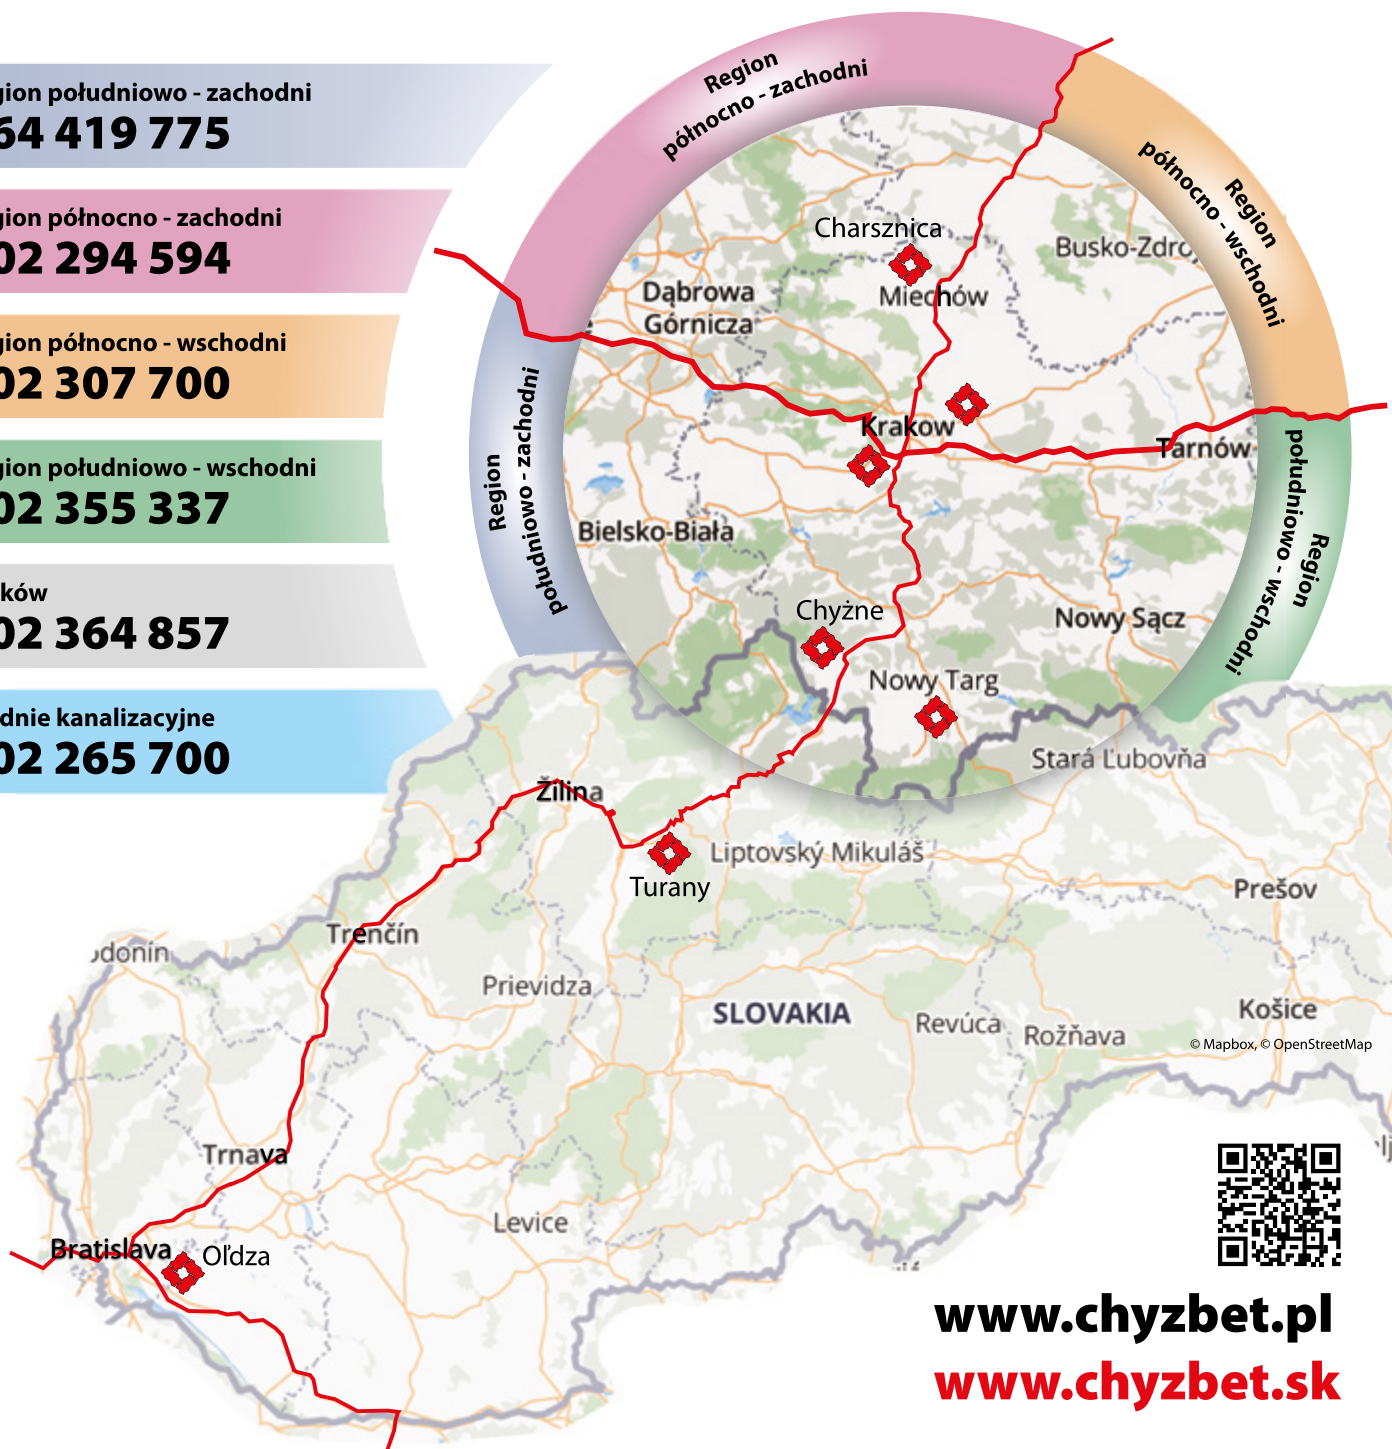 gion południowo - zachodni
64 419 775
gion północno - zachodni
02 294 594
gion północno - wschodni
02 307 700
gion południowo - wschodni
02 355 337
ków
02 364 857
dnie kanalizacyjne
02 265 700
Region
północno - zachodni
Region
północno - wschodni
Region
południowo - zachodni
Region
południowo - wschodni
Charsznica
Busko-Zdro
Miechów
Dąbrowa
Górnicza
Krakow
Tarnów
Bielsko-Biała
Chyżne
Nowy Sącz
Nowy Targ
Stará Ľubovňa
Žilina
Liptovský Mikuláš
Turany
Prešov
Trenčín
odonín
Prievidza
SLOVAKIA
Revúca
Rožňava
Košice
© Mapbox, © OpenStreetMap
Trnava
Levice
Bratislava
Oľdza
www.chyzbet.pl
www.chyzbet.sk